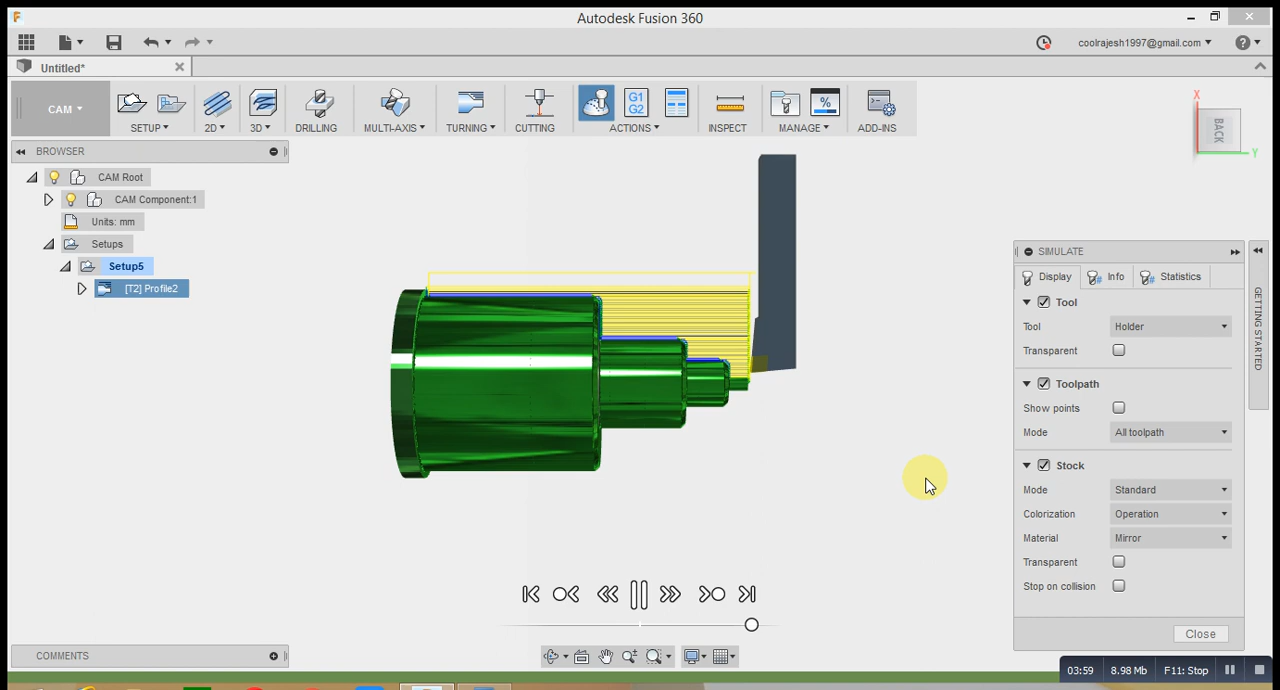 Autodesk Fusion 360
coolrajesh1997@gmail.com
Untitled*
CAM
SETUP
2D
3D
DRILLING
MULTI-AXIS
TURNING
CUTTING
G1
G2
ACTIONS
INSPECT
%
MANAGE
ADD-INS
X
BACK
Y
BROWSER
CAM Root
CAM Component:1
Units: mm
Setups
Setup5
[T2] Profile2
SIMULATE
Display
Info
Statistics
GETTING STARTED
Tool
Tool Holder
Transparent
Toolpath
Show points
Mode All toolpath
Stock
Mode Standard
Colorization Operation
Material Mirror
Transparent
Stop on collision
Close
COMMENTS
03:59 8.98 Mb F11: Stop